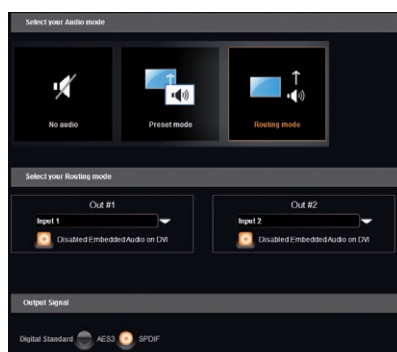 Select your Audio mode
No audio
Preset mode
Routing mode
Select your Routing mode
Out #1
Out #2
Input 1
Input 2
Disabled Embedded Audio on DVI
Disabled Embedded Audio on DVI
Output Signal
Digital Standard AES3 SPDIF